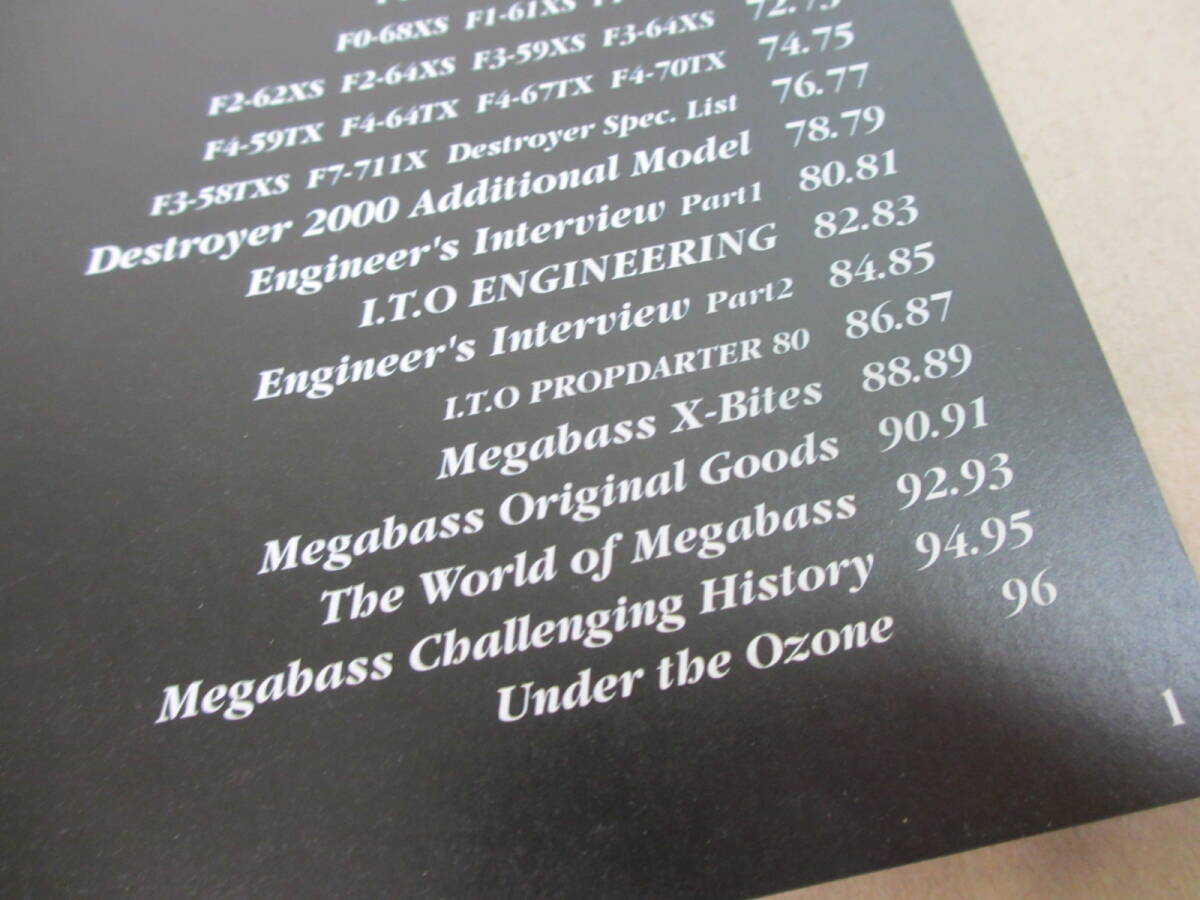 F0-68XS F1-61XS
F2-62XS F2-64XS F3-59XS F3-64XS 72.73
F4-59TX F4-64TX F4-67TX F4-70TX 74.75
F3-58TXS F7-711X Destroyer Spec. List 76.77
Destroyer 2000 Additional Model 78.79
Engineer's Interview Part1 80.81
I.T.O ENGINEERING 82.83
Engineer's Interview Part2 84.85
I.T.O PROPDARTER 80 86.87
Megabass X-Bites 88.89
Megabass Original Goods 90.91
The World of Megabass 92.93
Megabass Challenging History 94.95
Under the Ozone 96
1